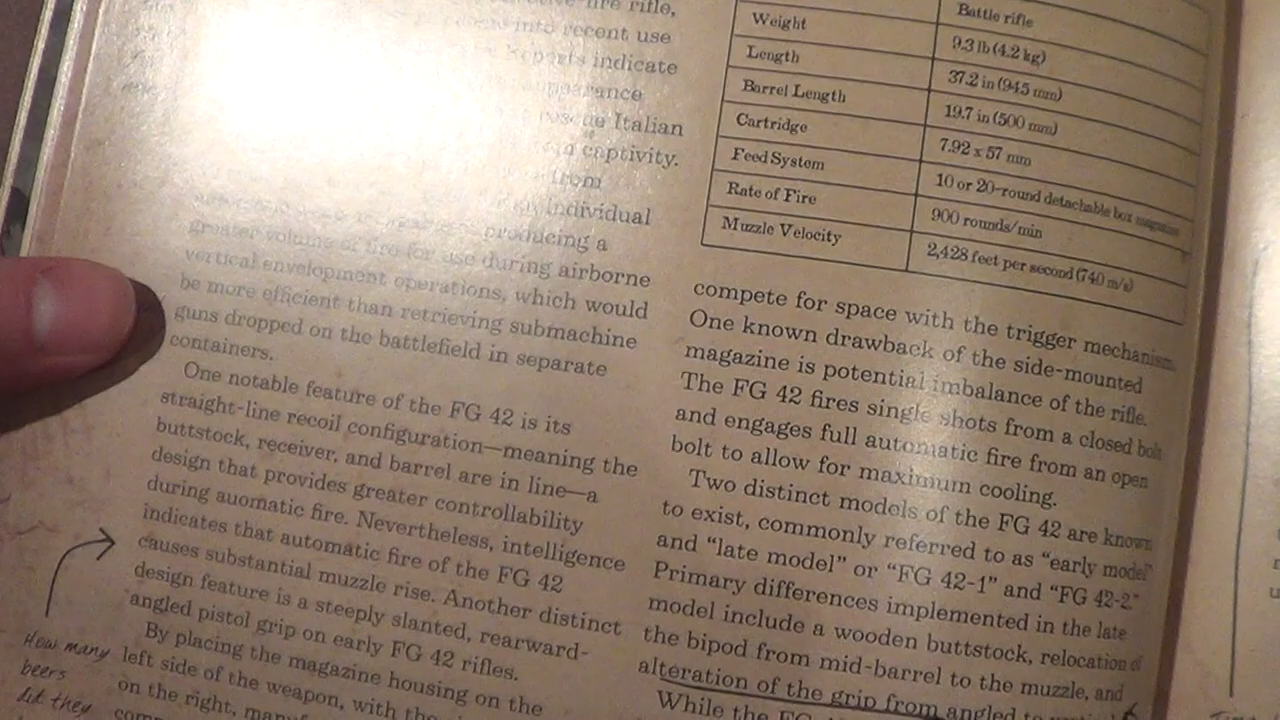 tive-fire rifle,
into recent use
Reports indicate
appearance
rescue Italian
captivity.
from
individual
producing a
greater volume of fire for use during airborne
vertical envelopment operations, which would
be more efficient than retrieving submachine
guns dropped on the battlefield in separate
containers.
One notable feature of the FG 42 is its
straight-line recoil configuration—meaning the
buttstock, receiver, and barrel are in line—a
design that provides greater controllability
during auomatic fire. Nevertheless, intelligence
indicates that automatic fire of the FG 42
causes substantial muzzle rise. Another distinct
design feature is a steeply slanted, rearward-
angled pistol grip on early FG 42 rifles.
By placing the magazine housing on the
left side of the weapon, with the
on the right,
How many
beers
did they
Battle rifle
Weight 9.3 lb (4.2 kg)
Length 37.2 in (945 mm)
Barrel Length 19.7 in (500 mm)
Cartridge 7.92 x 57 mm
Feed System 10 or 20-round detachable box magazine
Rate of Fire 900 rounds/min
Muzzle Velocity 2,428 feet per second (740 m/s)
compete for space with the trigger mechanism.
One known drawback of the side-mounted
magazine is potential imbalance of the rifle.
The FG 42 fires single shots from a closed bolt
and engages full automatic fire from an open
bolt to allow for maximum cooling.
Two distinct models of the FG 42 are known
to exist, commonly referred to as “early model”
and “late model” or “FG 42-1” and “FG 42-2.”
Primary differences implemented in the late
model include a wooden buttstock, relocation of
the bipod from mid-barrel to the muzzle, and
alteration of the grip from angled to
While the FG